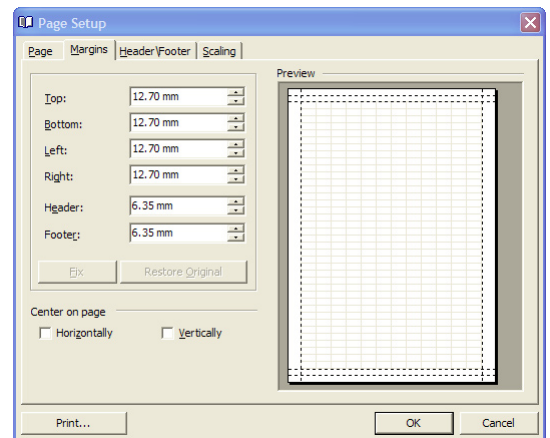 Page Setup
Page Margins Header\Footer Scaling
Preview
Top: 12.70 mm
Bottom: 12.70 mm
Left: 12.70 mm
Right: 12.70 mm
Header: 6.35 mm
Footer: 6.35 mm
Fix Restore Original
Center on page
Horizontally Vertically
Print... OK Cancel